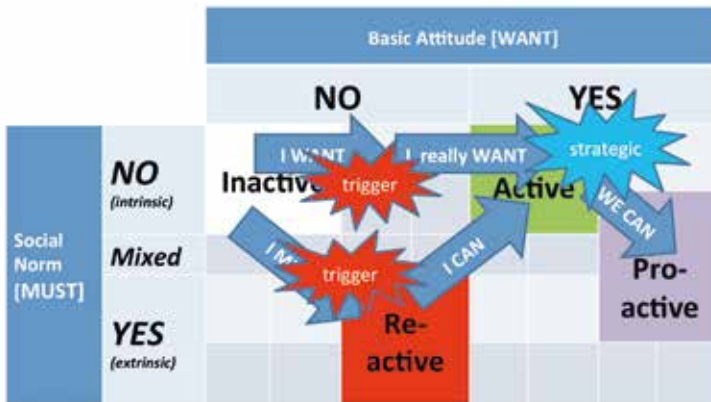 Basic Attitude [WANT]
NO
YES
I WANT
I really WANT
strategic
NO
(intrinsic)
Inactive
trigger
Active
WE CAN
Social
Norm
[MUST]
Mixed
trigger
I CAN
Pro-
active
YES
(extrinsic)
Re-
active